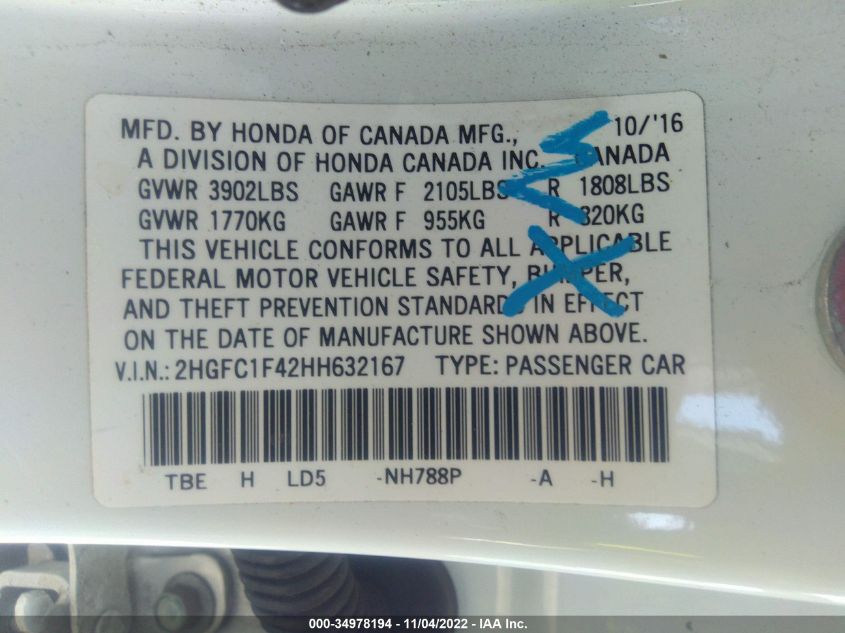 MFD. BY HONDA OF CANADA MFG., 10/'16
A DIVISION OF HONDA CANADA INC. CANADA
GVWR 3902LBS GAWR F 2105LBS R 1808LBS
GVWR 1770KG GAWR F 955KG R 820KG
THIS VEHICLE CONFORMS TO ALL APPLICABLE
FEDERAL MOTOR VEHICLE SAFETY, BUMPER,
AND THEFT PREVENTION STANDARDS IN EFFECT
ON THE DATE OF MANUFACTURE SHOWN ABOVE.
V.I.N.: 2HGFC1F42HH632167 TYPE: PASSENGER CAR
TBE H LD5 -NH788P -A -H
000-34978194 — 11/04/2022 — IAA Inc.